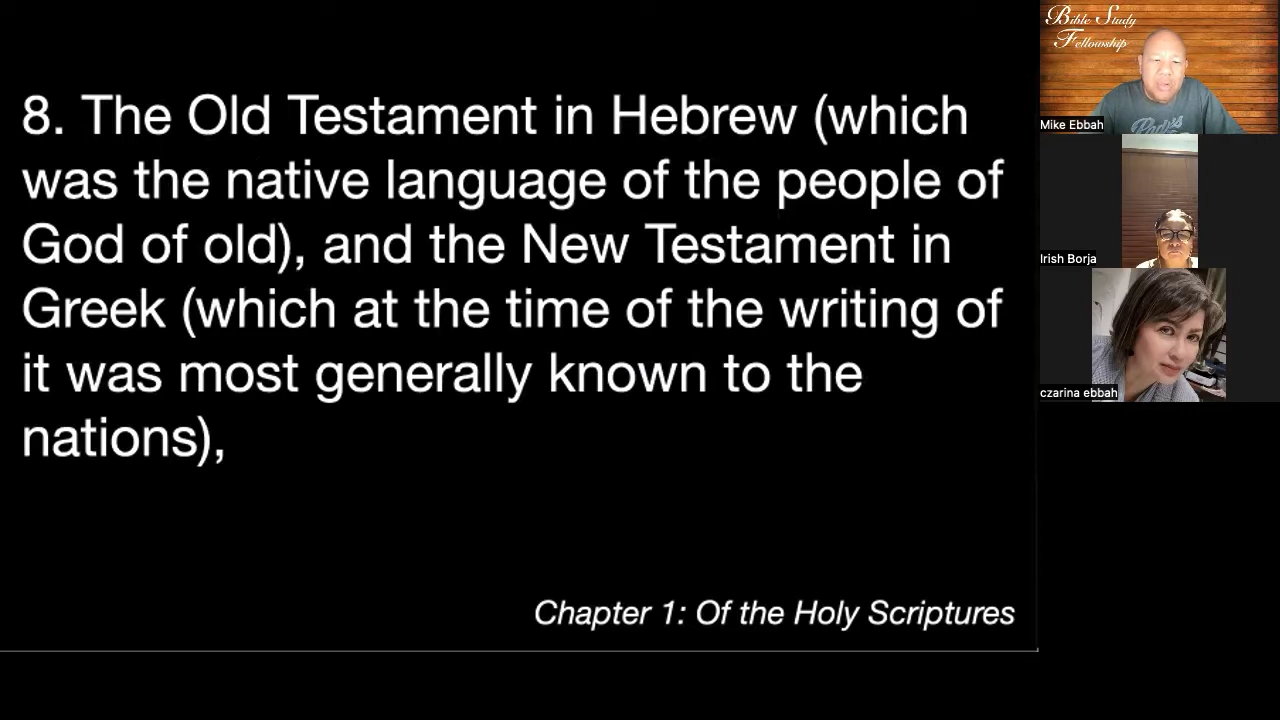 8. The Old Testament in Hebrew (which
was the native language of the people of
God of old), and the New Testament in
Greek (which at the time of the writing of
it was most generally known to the
nations),
Chapter 1: Of the Holy Scriptures
Bible Study
Fellowship
Mike Ebbah
Irish Borja
czarina ebbah